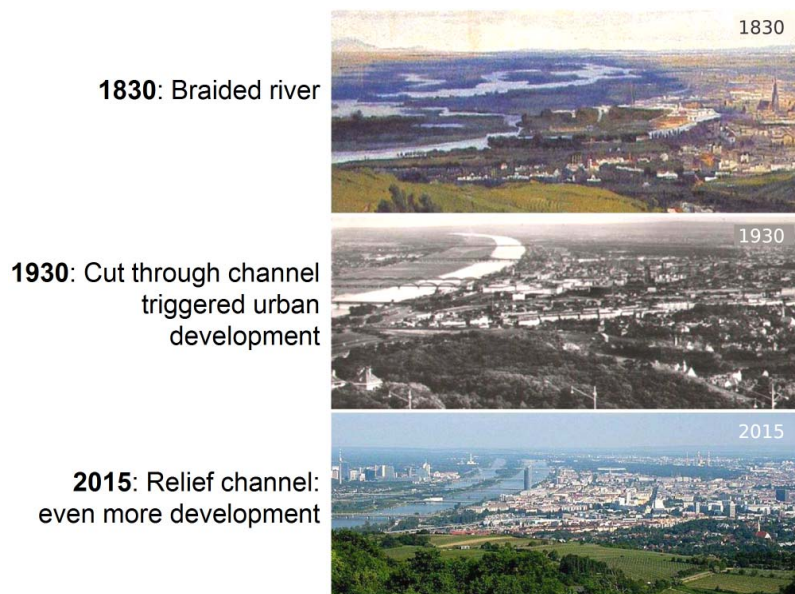 1830
1830: Braided river
1930
1930: Cut through channel
triggered urban
development
2015
2015: Relief channel:
even more development